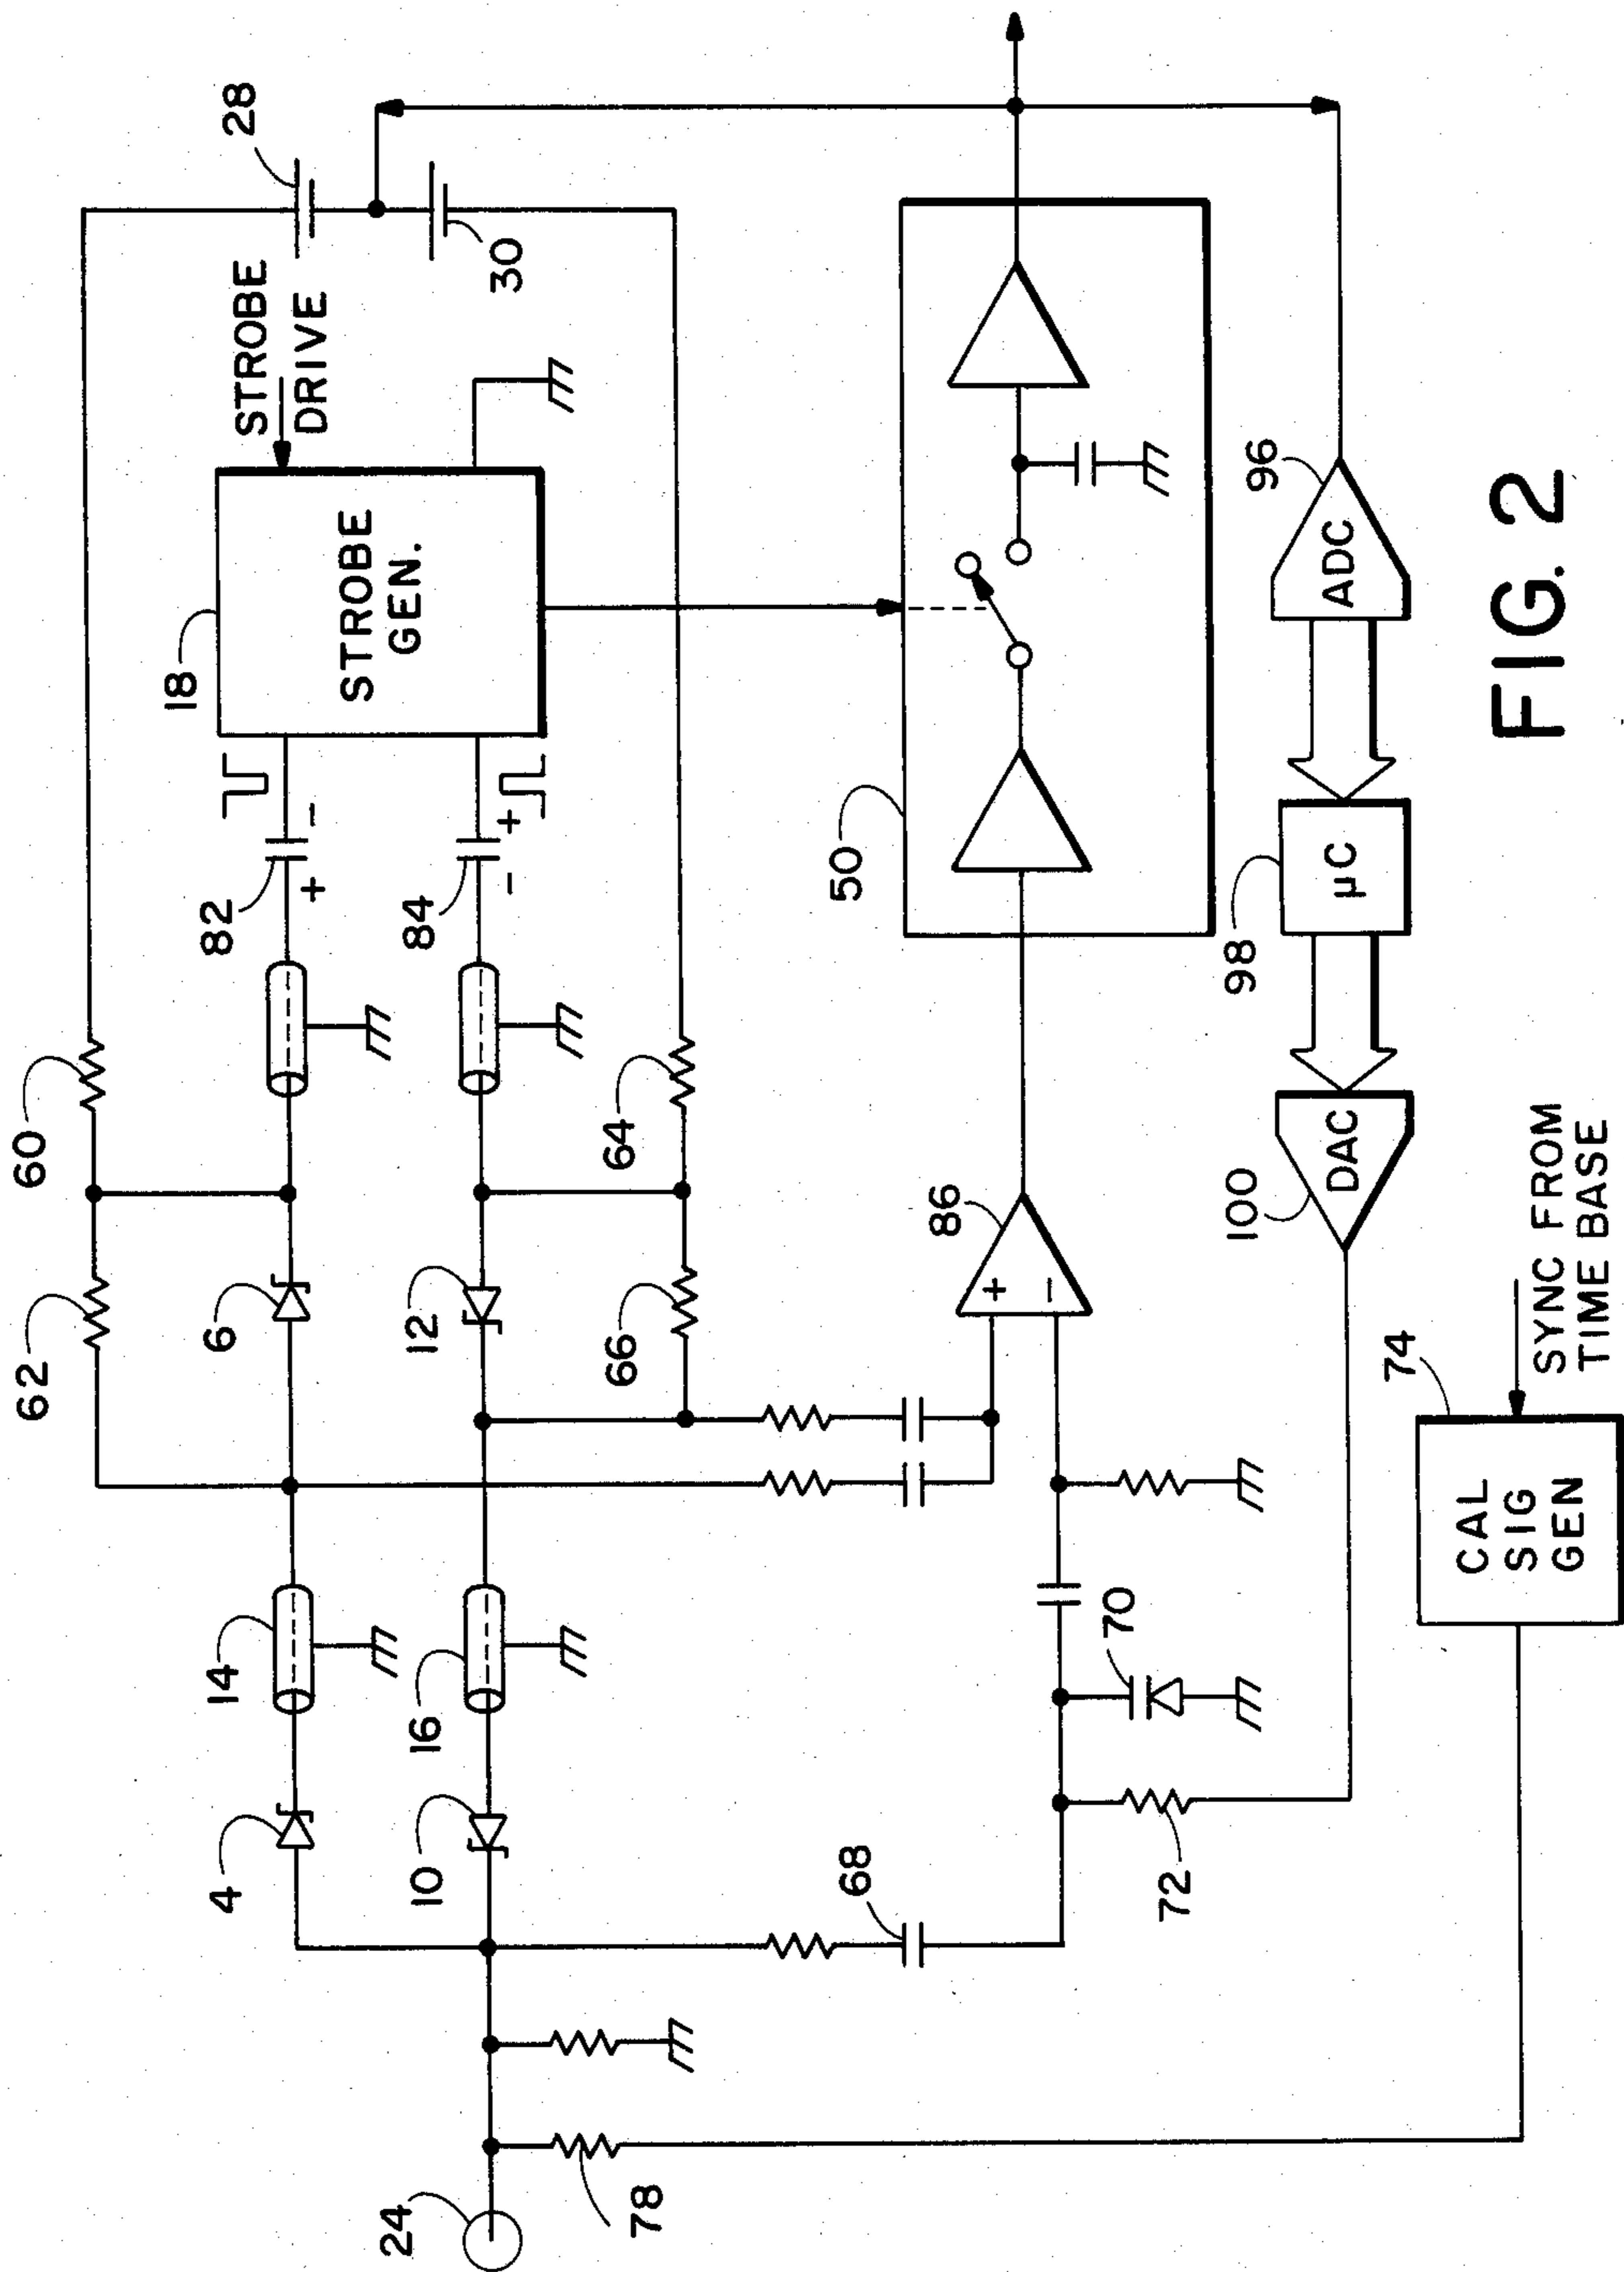 28
STROBE
DRIVE
30
18
STROBE
GEN.
82
+
−
84
−
+
60
62
64
66
6
12
14
16
4
10
50
86
+
−
68
70
72
96
ADC
98
μC
100
DAC
74
CAL
SIG
GEN
SYNC FROM
TIME BASE
24
78
FIG. 2